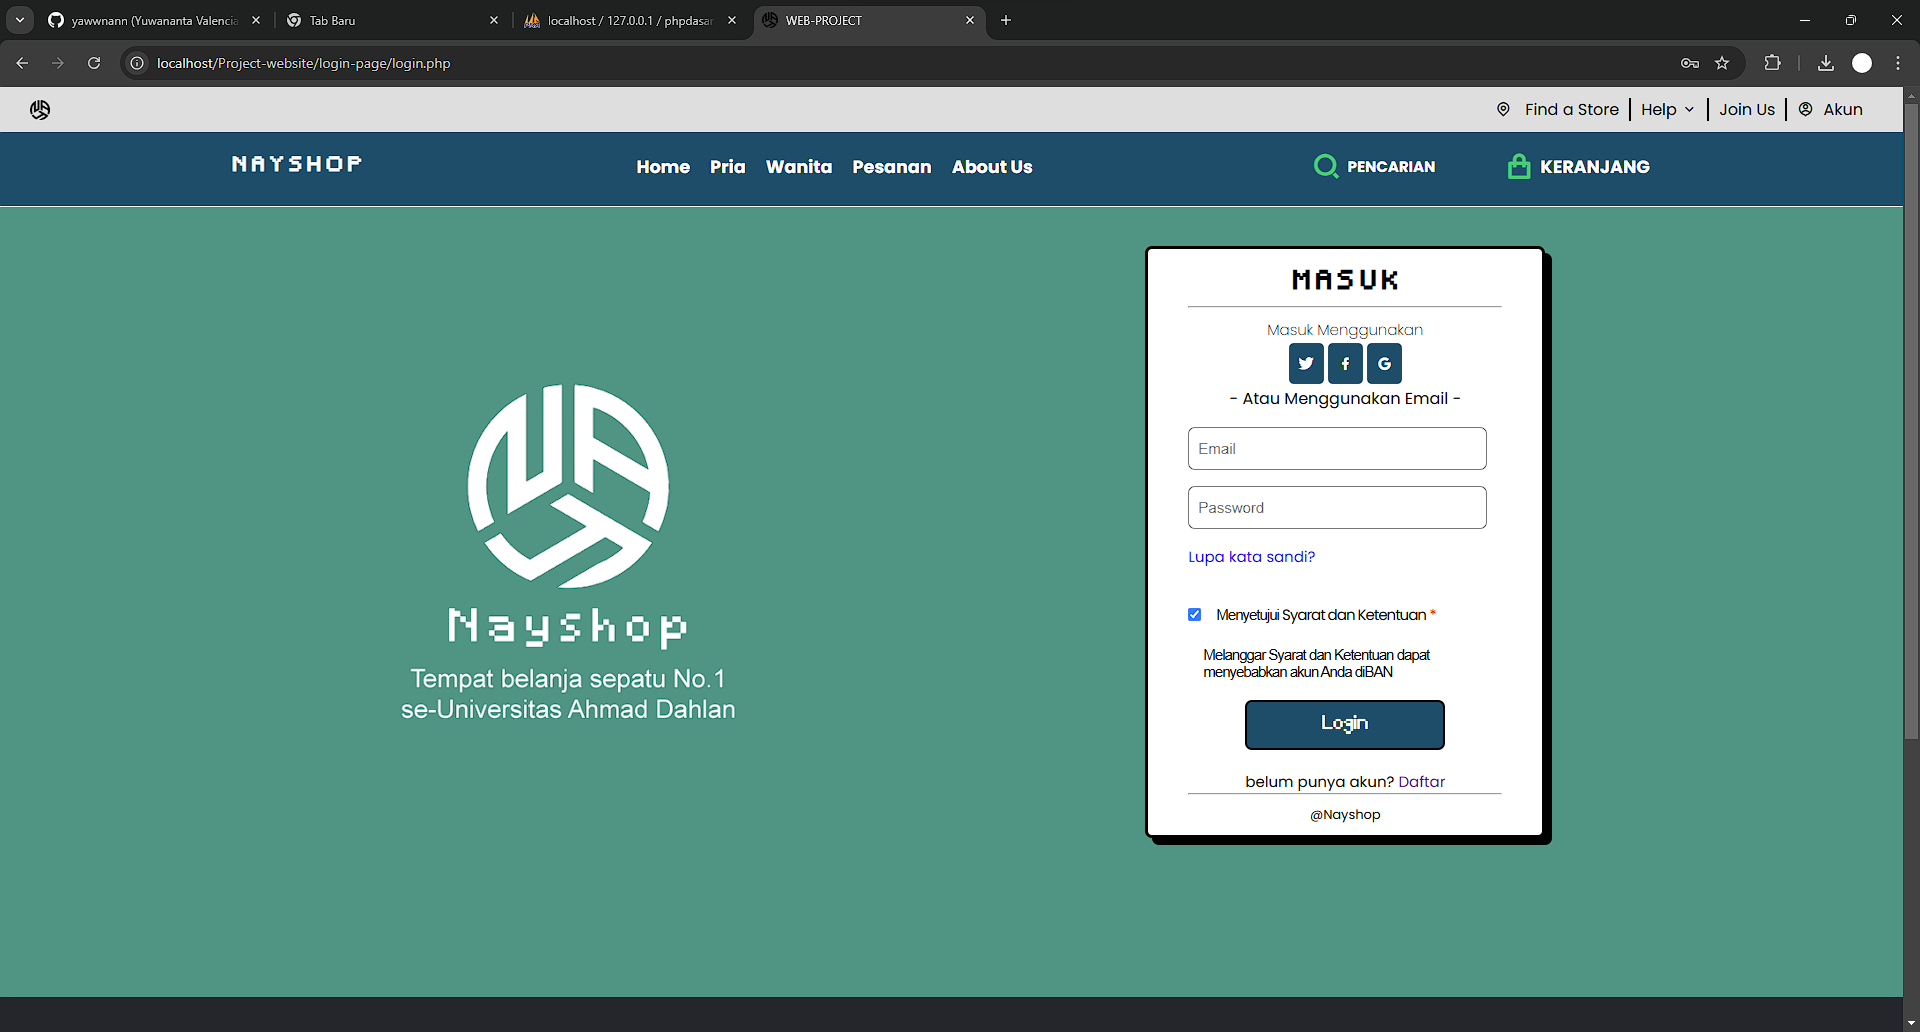 yawwnann (Yuwananta Valencia
Tab Baru
localhost / 127.0.0.1 / phpdasar
WEB-PROJECT
localhost/Project-website/login-page/login.php
Find a Store
Help
Join Us
Akun
NAYSHOP
Home
Pria
Wanita
Pesanan
About Us
PENCARIAN
KERANJANG
Nayshop
Tempat belanja sepatu No.1
se-Universitas Ahmad Dahlan
MASUK
Masuk Menggunakan
- Atau Menggunakan Email -
Email
Password
Lupa kata sandi?
Menyetujui Syarat dan Ketentuan *
Melanggar Syarat dan Ketentuan dapat
menyebabkan akun Anda diBAN
Login
belum punya akun? Daftar
@Nayshop